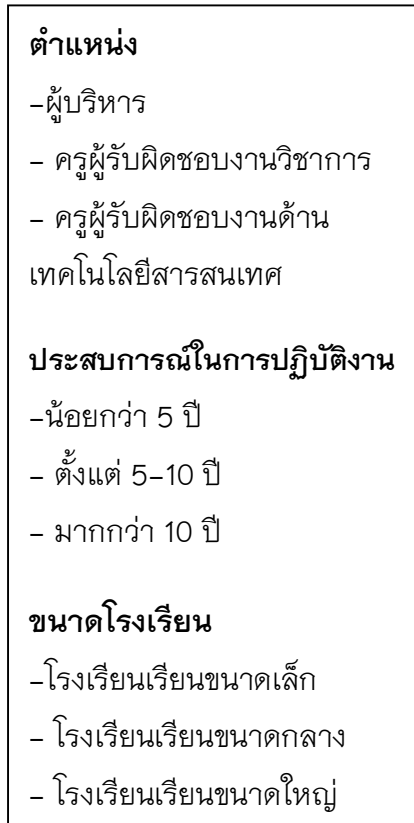 ตำแหน่ง
-ผู้บริหาร
- ครูผู้รับผิดชอบงานวิชาการ
- ครูผู้รับผิดชอบงานด้าน
เทคโนโลยีสารสนเทศ
ประสบการณ์ในการปฏิบัติงาน
-น้อยกว่า 5 ปี
- ตั้งแต่ 5-10 ปี
- มากกว่า 10 ปี
ขนาดโรงเรียน
-โรงเรียนเรียนขนาดเล็ก
- โรงเรียนเรียนขนาดกลาง
- โรงเรียนเรียนขนาดใหญ่